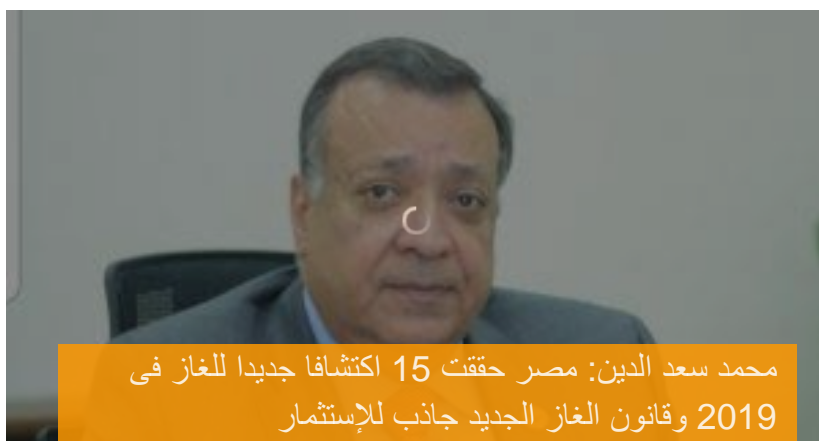 محمد سعد الدين: مصر حققت 15 اكتشافا جديدا للغاز فى
2019 وقانون الغاز الجديد جاذب للإستثمار